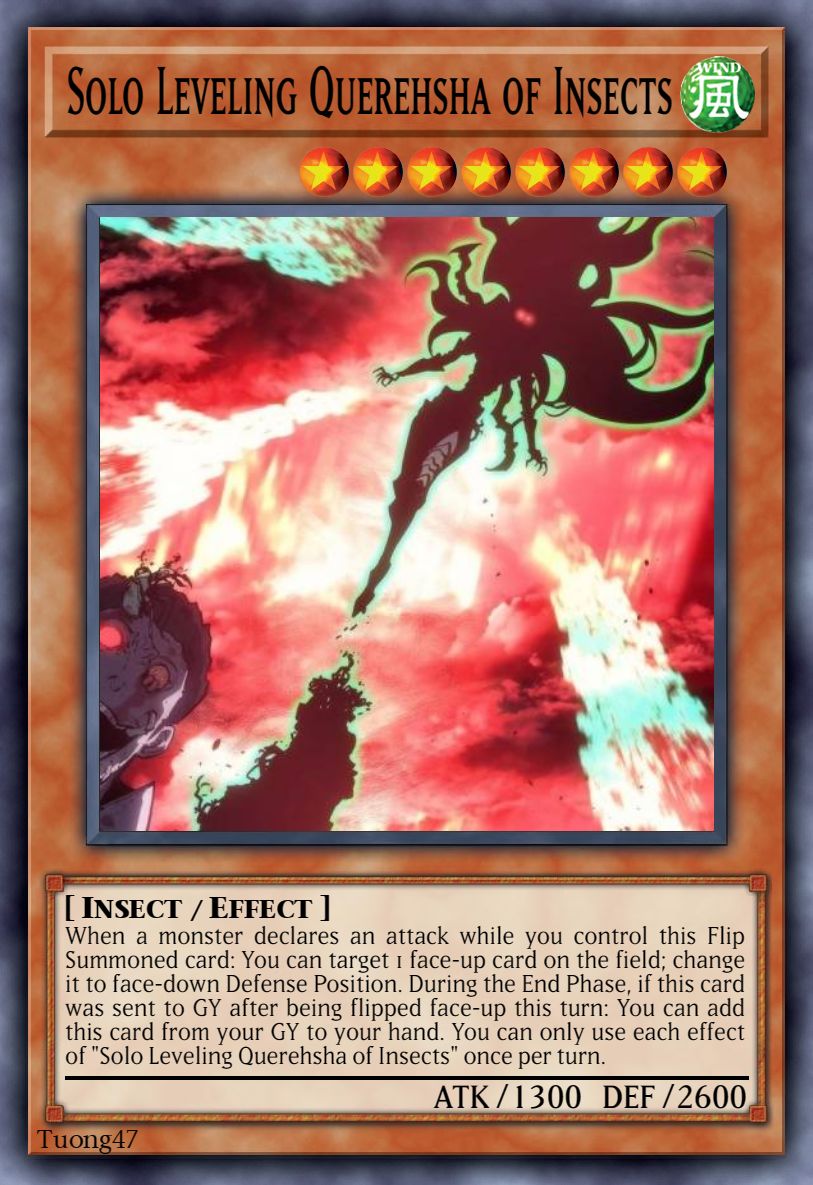 Solo Leveling Querehsha of Insects
WIND
風
[ Insect / Effect ]
When a monster declares an attack while you control this Flip
Summoned card: You can target 1 face-up card on the field; change
it to face-down Defense Position. During the End Phase, if this card
was sent to GY after being flipped face-up this turn: You can add
this card from your GY to your hand. You can only use each effect
of "Solo Leveling Querehsha of Insects" once per turn.
ATK / 1300 DEF / 2600
Tuong47